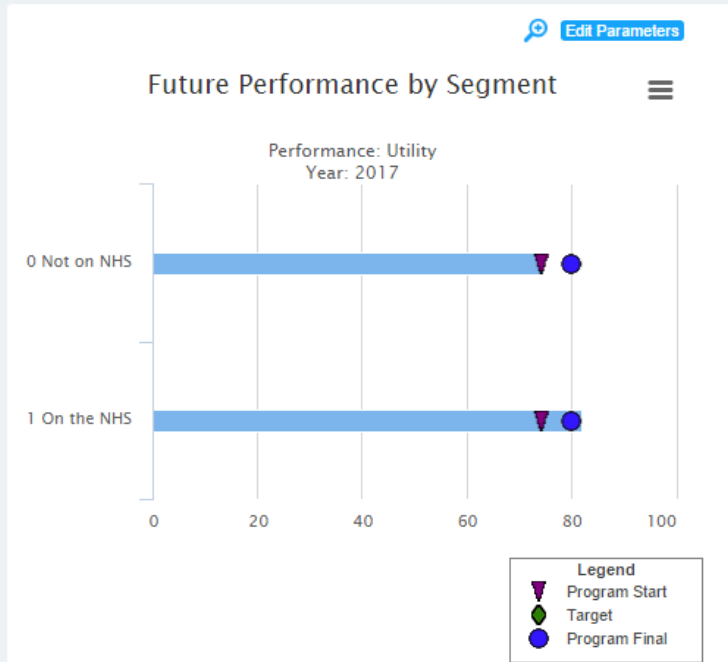 Edit Parameters
Future Performance by Segment
Performance: Utility
Year: 2017
0 Not on NHS
1 On the NHS
0 20 40 60 80 100
Legend
Program Start
Target
Program Final